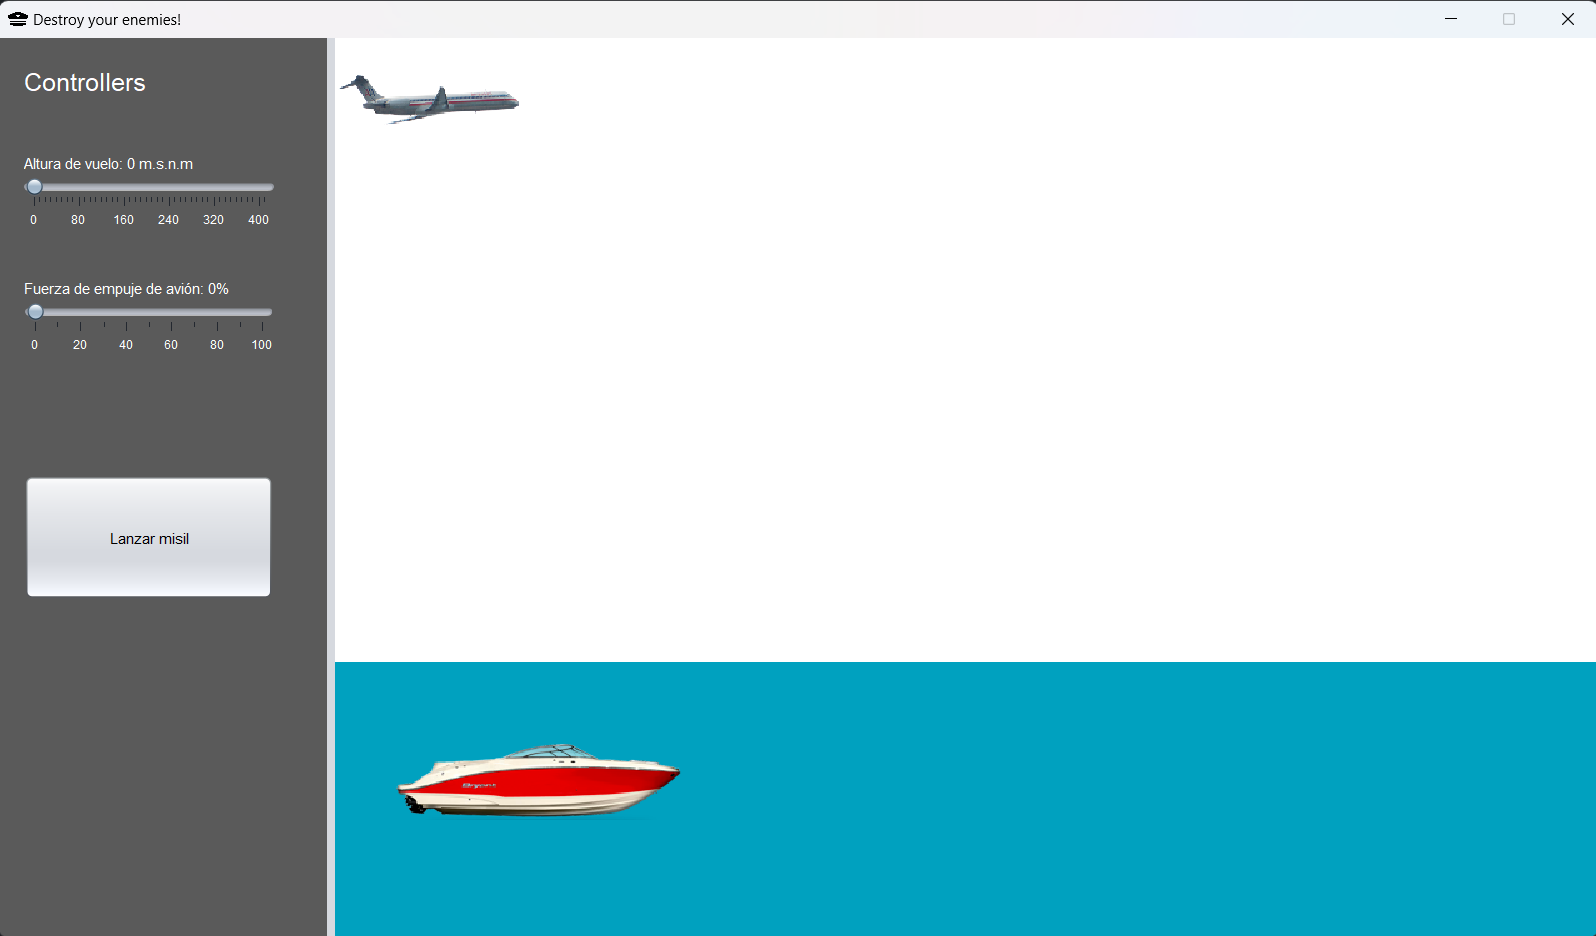 Destroy your enemies!
Controllers
Altura de vuelo: 0 m.s.n.m
0 80 160 240 320 400
Fuerza de empuje de avión: 0%
0 20 40 60 80 100
Lanzar misil